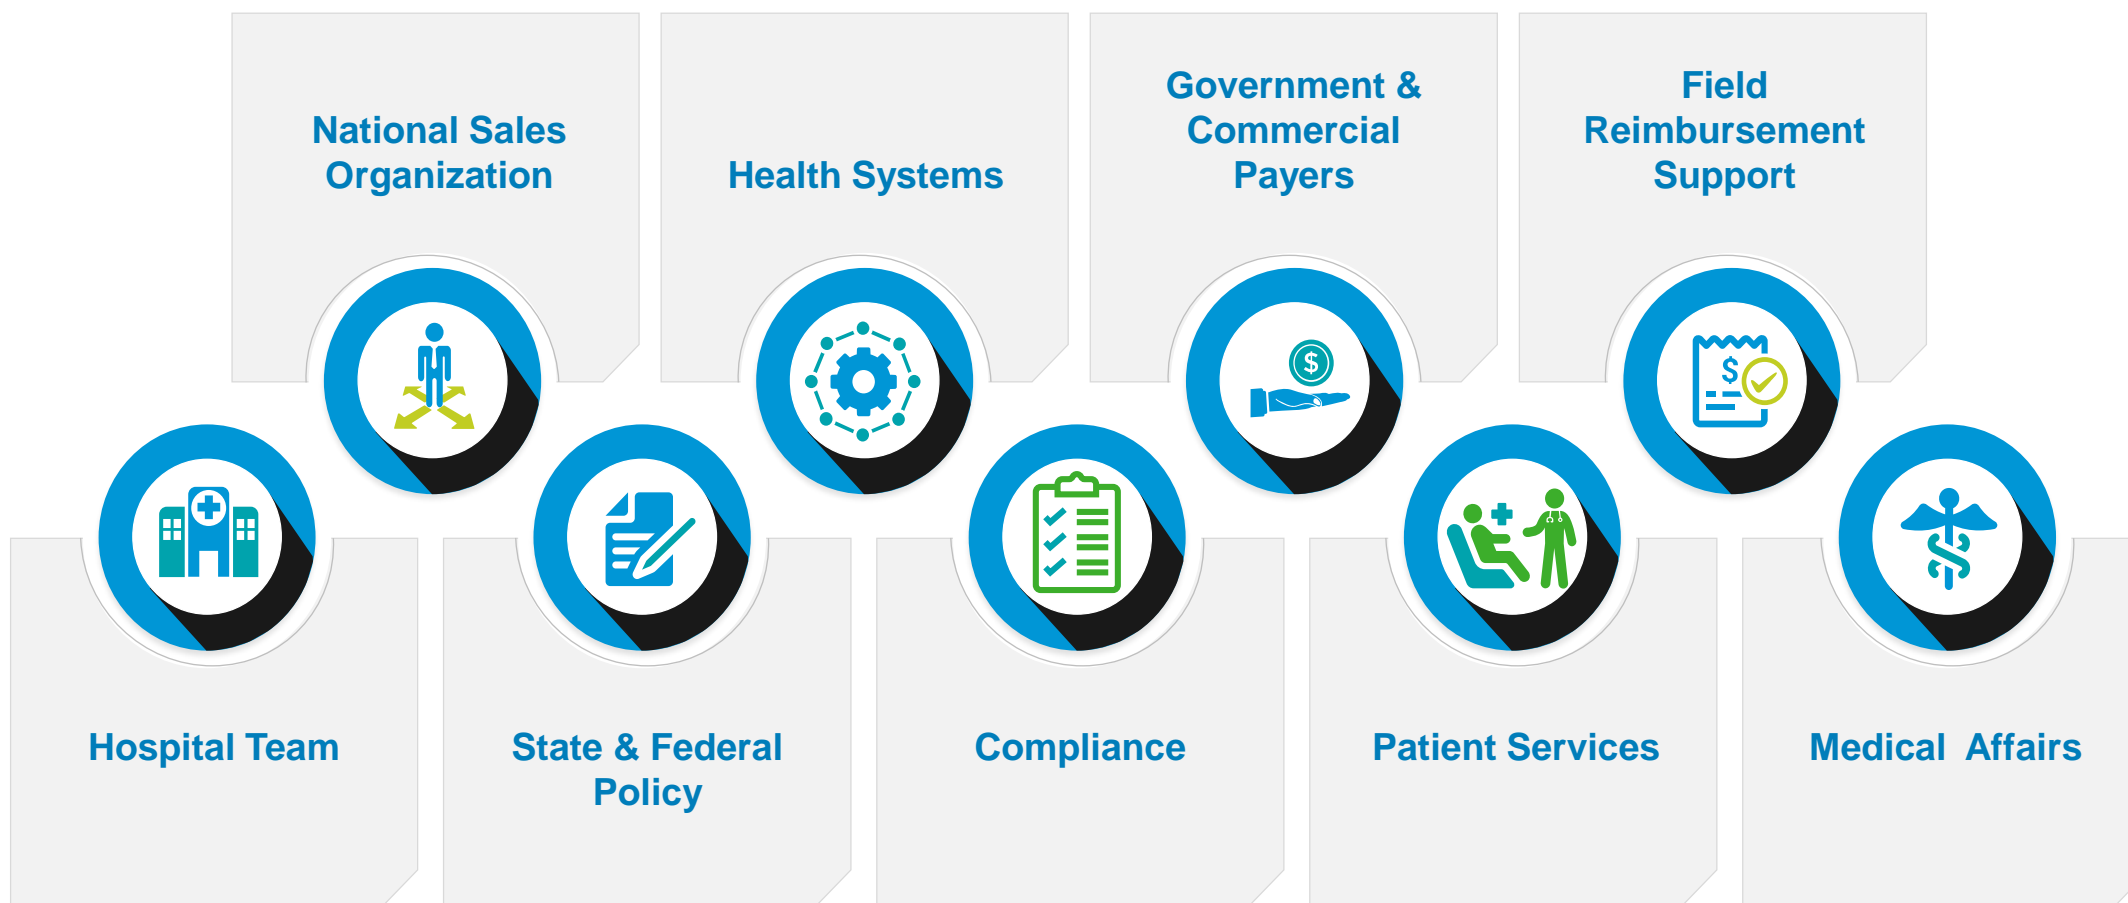 National Sales
Organization
Health Systems
Government &
Commercial
Payers
Field
Reimbursement
Support
$
$
Hospital Team
State & Federal
Policy
Compliance
Patient Services
Medical  Affairs